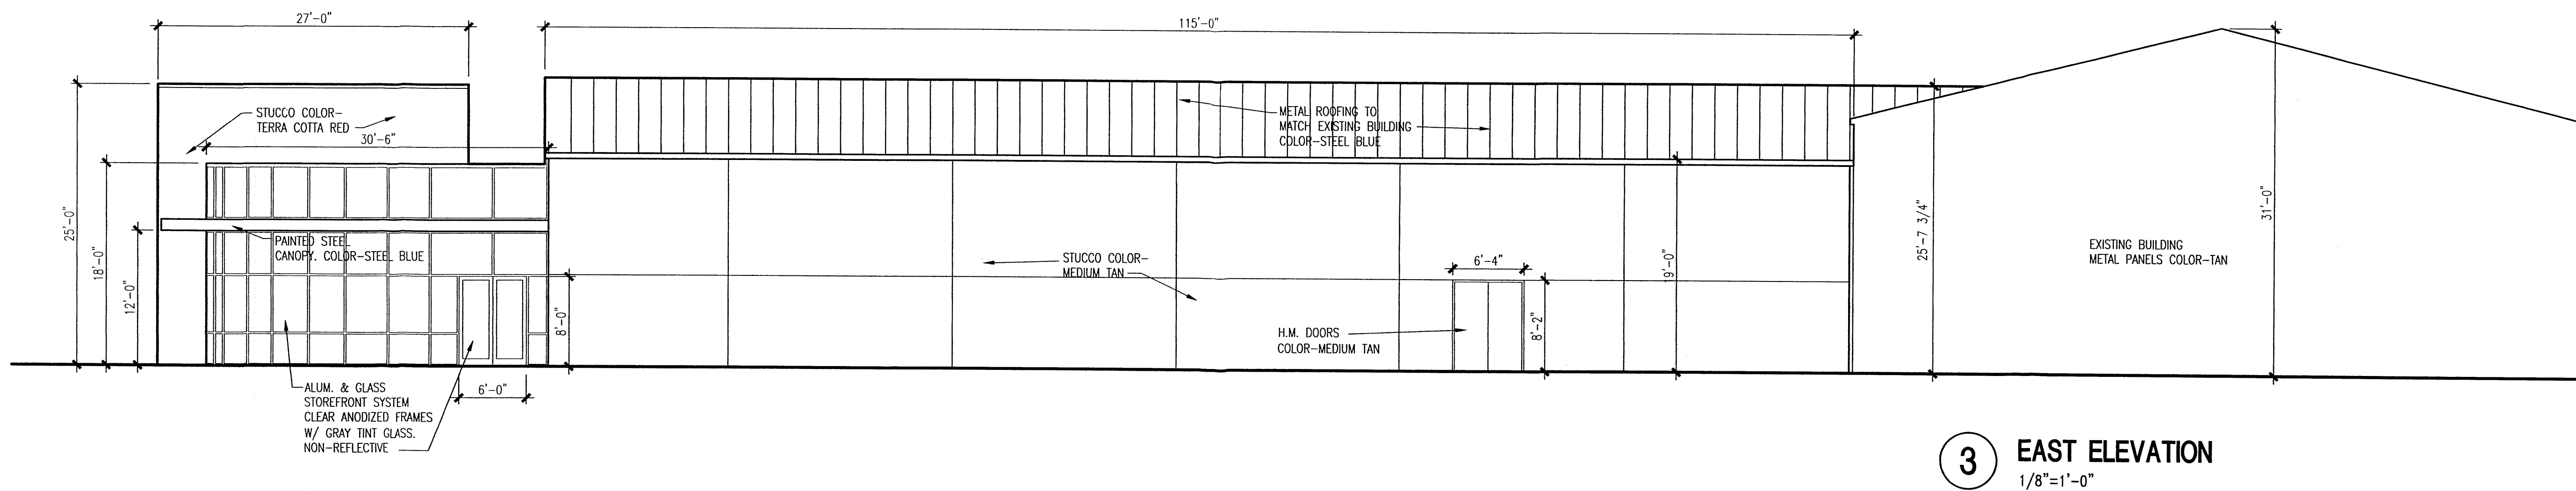 27'-0"
115'-0"
STUCCO COLOR-
TERRA COTTA RED
30'-6"
METAL ROOFING TO
MATCH EXISTING BUILDING
COLOR-STEEL BLUE
25'-0"
18'-0"
12'-0"
PAINTED STEEL
CANOPY. COLOR-STEEL BLUE
8'-0"
STUCCO COLOR-
MEDIUM TAN
6'-4"
H.M. DOORS
COLOR-MEDIUM TAN
8'-2"
19'-0"
25'-7 3/4"
EXISTING BUILDING
METAL PANELS COLOR-TAN
31'-0"
6'-0"
ALUM. & GLASS
STOREFRONT SYSTEM
CLEAR ANODIZED FRAMES
W/ GRAY TINT GLASS.
NON-REFLECTIVE
3
EAST ELEVATION
1/8"=1'-0"